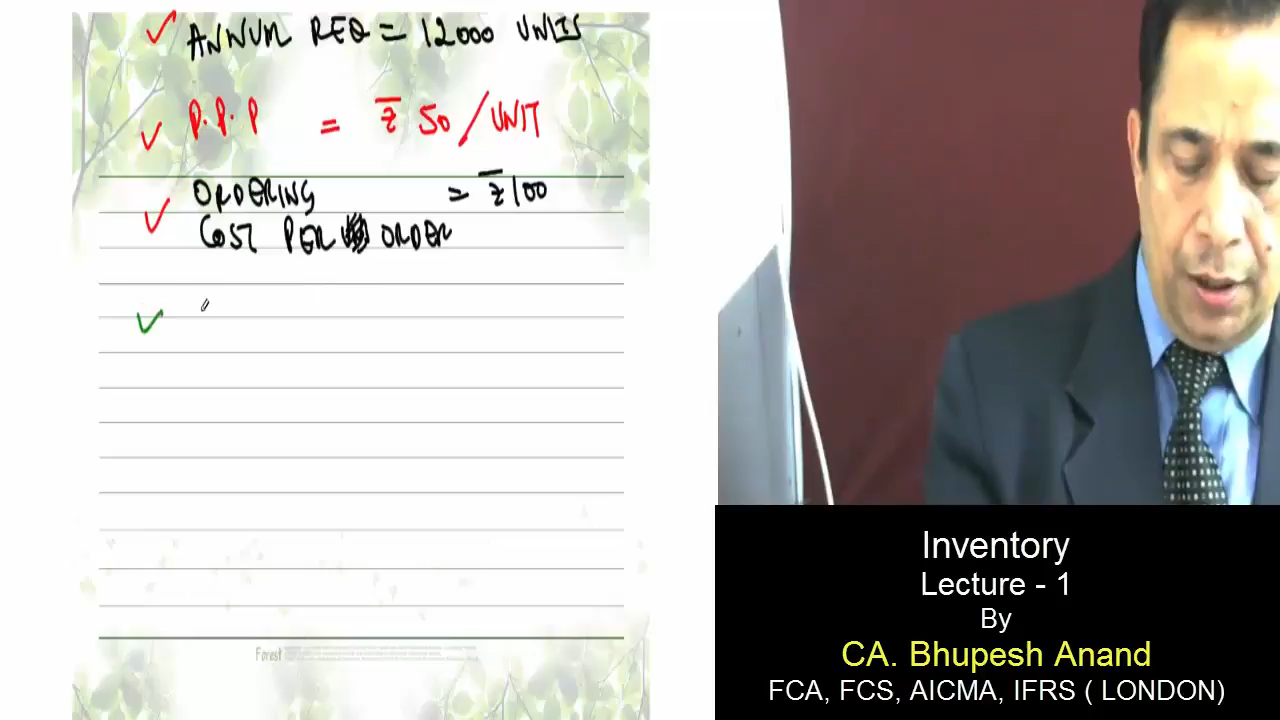 ANNUAL REQ = 12000 UNITS
P.P.P = ₹ 50 / UNIT
ORDERING = ₹100
COST PER ORDER
Forest
Inventory
Lecture - 1
By
CA. Bhupesh Anand
FCA, FCS, AICMA, IFRS ( LONDON)